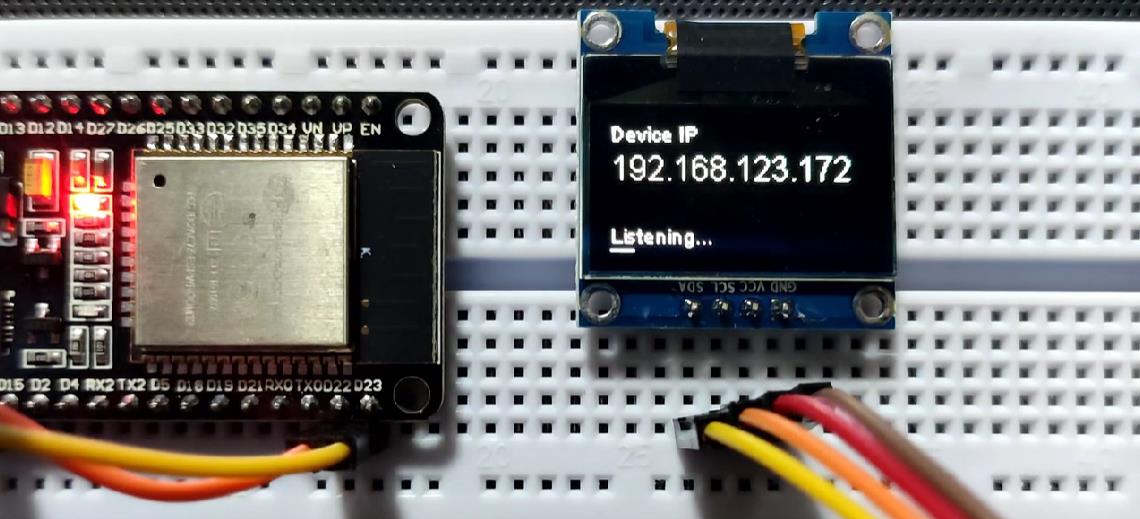 D13 D12 D14 D27 D26 D25 D33 D32 D35 D34 VN VP EN
Device IP
192.168.123.172
Listening...
SDA SCL VCC GND
D15 D2 D4 RX2 TX2 D5 D18 D19 D21 RX0 TX0 D22 D23
20
25